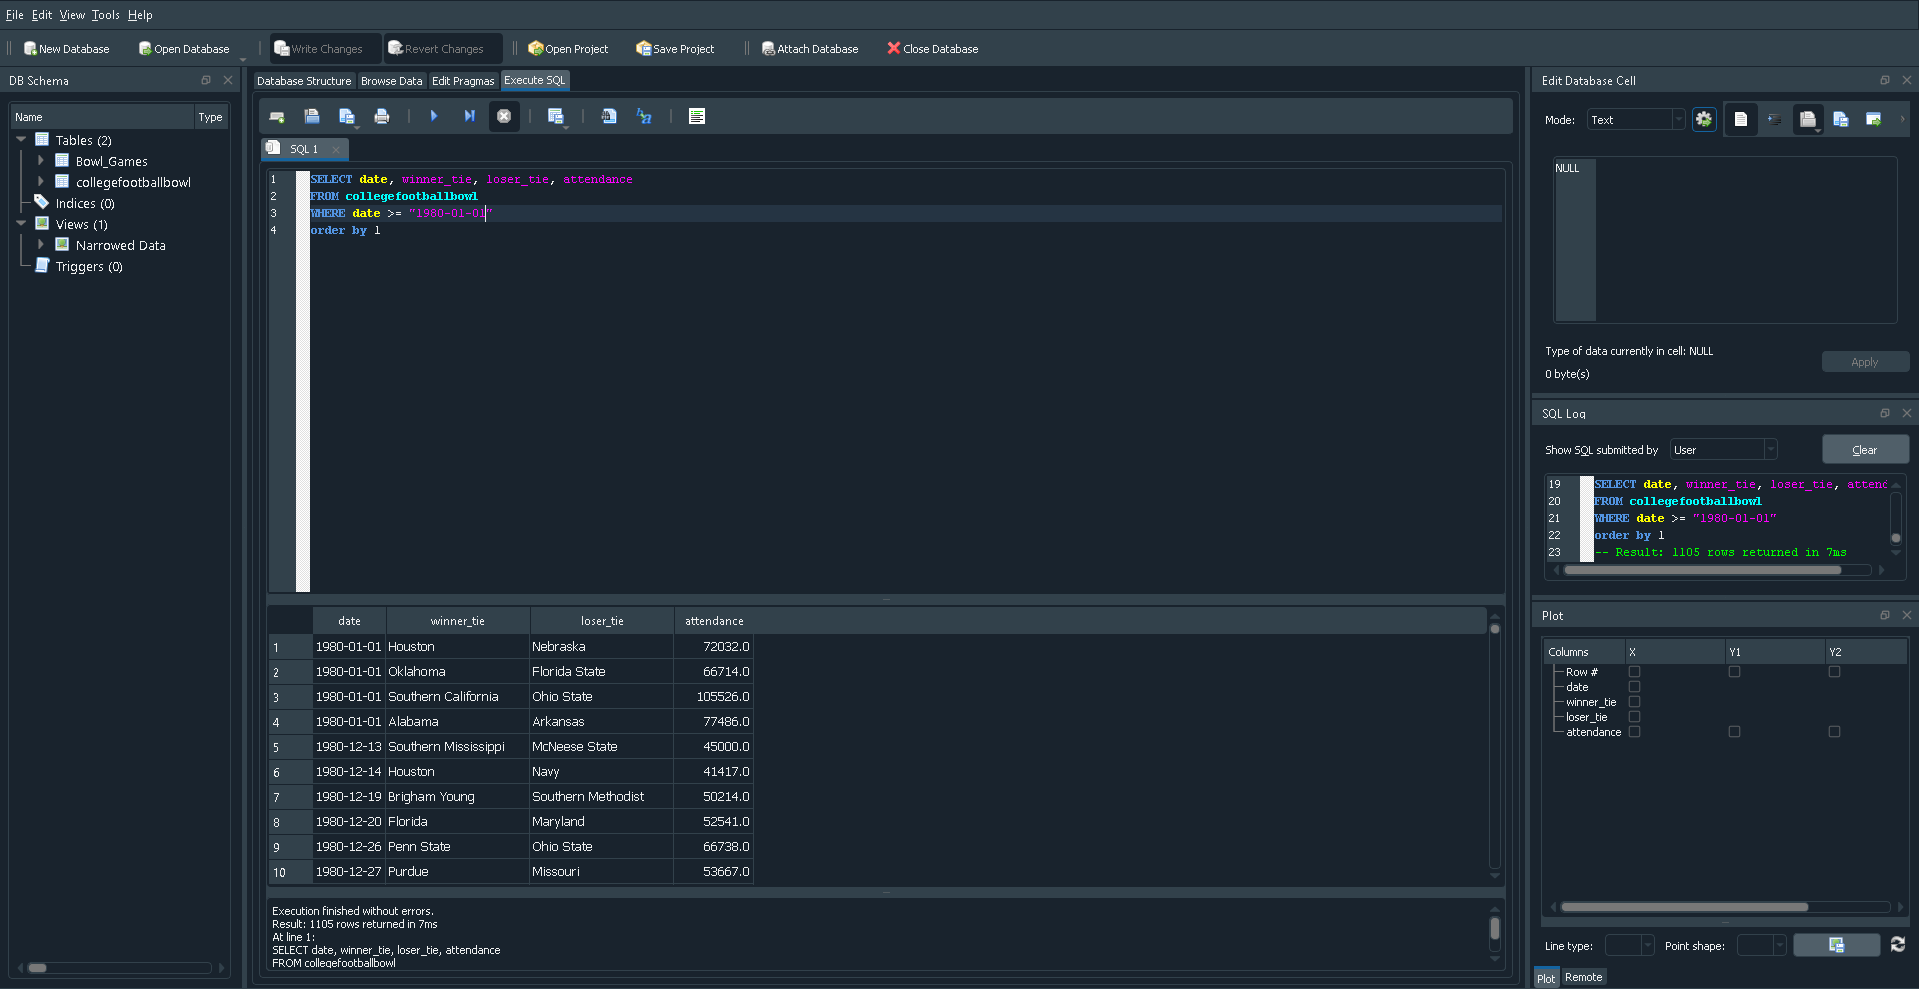 File Edit View Tools Help
New Database Open Database Write Changes Revert Changes Open Project Save Project Attach Database Close Database
DB Schema
Name Type
Tables (2)
Bowl_Games
collegefootballbowl
Indices (0)
Views (1)
Narrowed Data
Triggers (0)
Database Structure Browse Data Edit Pragmas Execute SQL
SQL 1
1 SELECT date, winner_tie, loser_tie, attendance
2 FROM collegefootballbowl
3 WHERE date >= "1980-01-01"
4 order by 1
date winner_tie loser_tie attendance
1 1980-01-01 Houston Nebraska 72032.0
2 1980-01-01 Oklahoma Florida State 66714.0
3 1980-01-01 Southern California Ohio State 105526.0
4 1980-01-01 Alabama Arkansas 77486.0
5 1980-12-13 Southern Mississippi McNeese State 45000.0
6 1980-12-14 Houston Navy 41417.0
7 1980-12-19 Brigham Young Southern Methodist 50214.0
8 1980-12-20 Florida Maryland 52541.0
9 1980-12-26 Penn State Ohio State 66738.0
10 1980-12-27 Purdue Missouri 53667.0
Execution finished without errors.
Result: 1105 rows returned in 7ms
At line 1:
SELECT date, winner_tie, loser_tie, attendance
FROM collegefootballbowl
Edit Database Cell
Mode: Text
NULL
Type of data currently in cell: NULL
0 byte(s)
Apply
SQL Log
Show SQL submitted by User Clear
19 SELECT date, winner_tie, loser_tie, attend
20 FROM collegefootballbowl
21 WHERE date >= "1980-01-01"
22 order by 1
23 -- Result: 1105 rows returned in 7ms
Plot
Columns X Y1 Y2
Row #
date
winner_tie
loser_tie
attendance
Line type: Point shape:
Plot Remote